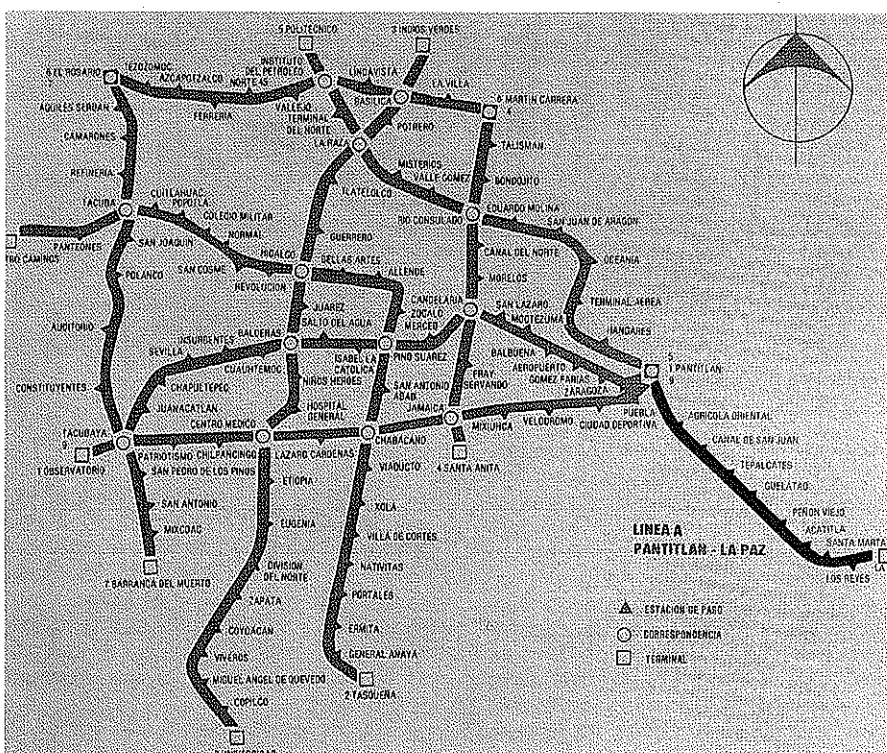 5 POLITECNICO
3 INDIOS VERDES
6 EL ROSARIO
TEZOZOMOC
AZCAPOTZALCO
NORTE 45
INSTITUTO
DEL PETROLEO
LINDAVISTA
LA VILLA
BASILICA
6 MARTIN CARRERA
4
AQUILES SERDAN
FERRERIA
VALLEJO
TERMINAL
DEL NORTE
POTRERO
CAMARONES
LA RAZA
TALISMAN
MISTERIOS
VALLE GOMEZ
BONDOJITO
REFINERIA
TLATELOLCO
CUITLAHUAC
POPOTLA
COLEGIO MILITAR
NORMAL
TACUBA
EDUARDO MOLINA
SAN JUAN DE ARAGON
RIO CONSULADO
PANTEONES
SAN JOAQUIN
GUERRERO
CANAL DEL NORTE
TRO CAMINOS
HIDALGO
BELLAS ARTES
ALLENDE
OCEANIA
SAN COSME
REVOLUCION
MORELOS
POLANCO
TERMINAL AEREA
JUAREZ
CANDELARIA
ZOCALO
SAN LAZARO
MOCTEZUMA
HANGARES
AUDITORIO
INSURGENTES
BALDERAS
SALTO DEL AGUA
MERCED
SEVILLA
CUAUHTEMOC
ISABEL LA
CATOLICA
PINO SUAREZ
BALBUENA
AEROPUERTO
GOMEZ FARIAS
ZARAGOZA
5
1 PANTITLAN
9
CONSTITUYENTES
CHAPULTEPEC
NIÑOS HEROES
SAN ANTONIO
ABAD
FRAY
SERVANDO
JUANACATLAN
HOSPITAL
GENERAL
JAMAICA
PUEBLA
AGRICOLA ORIENTAL
TACUBAYA
9
CENTRO MEDICO
CHABACANO
MIXIUHCA
VELODROMO
CIUDAD DEPORTIVA
CANAL DE SAN JUAN
1 OBSERVATORIO
PATRIOTISMO
CHILPANCINGO
LAZARO CARDENAS
4 SANTA ANITA
SAN PEDRO DE LOS PINOS
VIADUCTO
TEPALCATES
ETIOPIA
GUELATAO
SAN ANTONIO
XOLA
PEÑON VIEJO
MIXCOAC
EUGENIA
VILLA DE CORTES
LINEA A
PANTITLAN - LA PAZ
ACATITLA
SANTA MARTA
LA
7 BARRANCA DEL MUERTO
DIVISION
DEL NORTE
NATIVITAS
LOS REYES
ZAPATA
PORTALES
ESTACION DE PASO
COYOACAN
ERMITA
CORRESPONDENCIA
VIVEROS
GENERAL ANAYA
TERMINAL
MIGUEL ANGEL DE QUEVEDO
2 TASQUEÑA
COPILCO